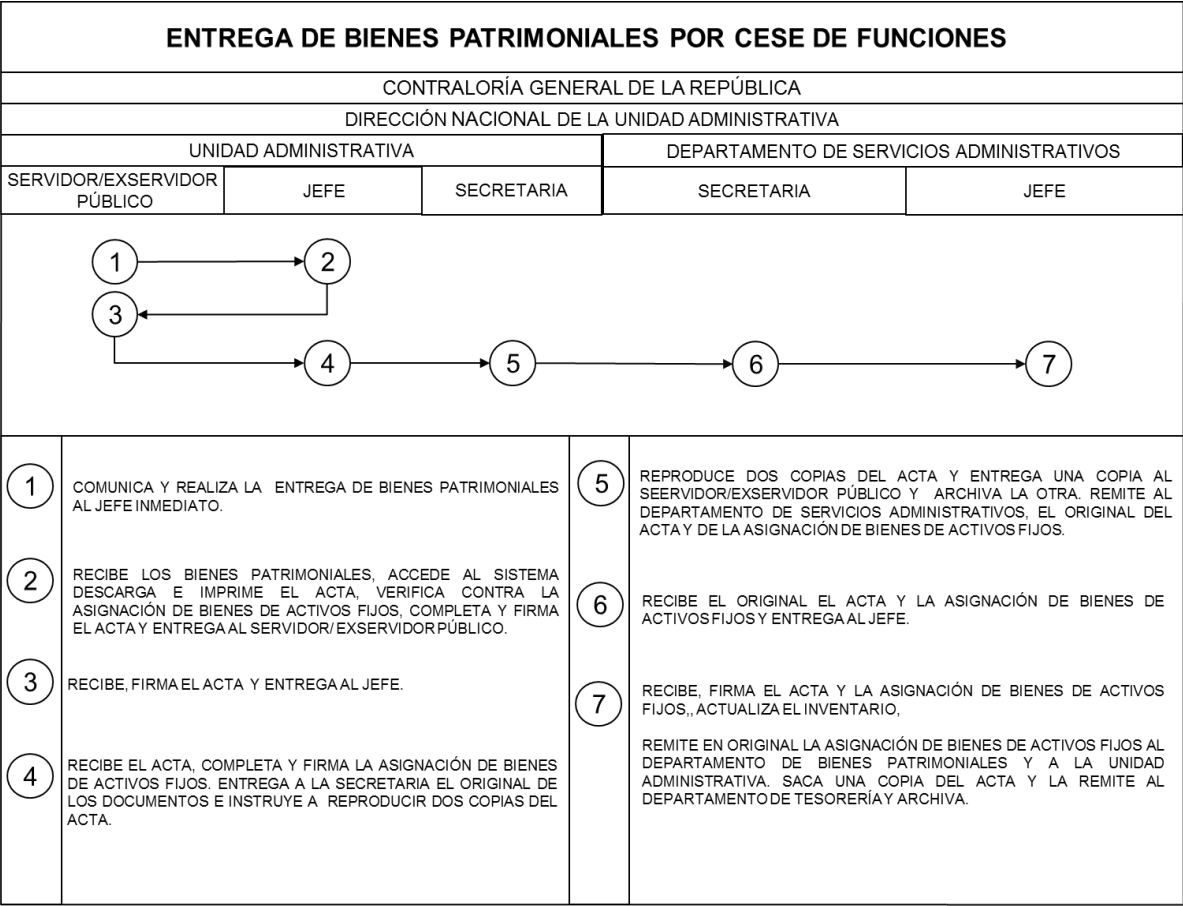 ENTREGA DE BIENES PATRIMONIALES POR CESE DE FUNCIONES
CONTRALORÍA GENERAL DE LA REPÚBLICA
DIRECCIÓN NACIONAL DE LA UNIDAD ADMINISTRATIVA
UNIDAD ADMINISTRATIVA
DEPARTAMENTO DE SERVICIOS ADMINISTRATIVOS
SERVIDOR/EXSERVIDOR
PÚBLICO
JEFE
SECRETARIA
SECRETARIA
JEFE
1
2
3
4
5
6
7
1
COMUNICA Y REALIZA LA ENTREGA DE BIENES PATRIMONIALES
AL JEFE INMEDIATO.
2
RECIBE LOS BIENES PATRIMONIALES, ACCEDE AL SISTEMA
DESCARGA E IMPRIME EL ACTA, VERIFICA CONTRA LA
ASIGNACIÓN DE BIENES DE ACTIVOS FIJOS, COMPLETA Y FIRMA
EL ACTA Y ENTREGA AL SERVIDOR/ EXSERVIDOR PÚBLICO.
3
RECIBE, FIRMA EL ACTA Y ENTREGA AL JEFE.
4
RECIBE EL ACTA, COMPLETA Y FIRMA LA ASIGNACIÓN DE BIENES
DE ACTIVOS FIJOS. ENTREGA A LA SECRETARIA EL ORIGINAL DE
LOS DOCUMENTOS E INSTRUYE A REPRODUCIR DOS COPIAS DEL
ACTA.
5
REPRODUCE DOS COPIAS DEL ACTA Y ENTREGA UNA COPIA AL
SEERVIDOR/EXSERVIDOR PÚBLICO Y ARCHIVA LA OTRA. REMITE AL
DEPARTAMENTO DE SERVICIOS ADMINISTRATIVOS, EL ORIGINAL DEL
ACTA Y DE LA ASIGNACIÓN DE BIENES DE ACTIVOS FIJOS.
6
RECIBE EL ORIGINAL EL ACTA Y LA ASIGNACIÓN DE BIENES DE
ACTIVOS FIJOS Y ENTREGA AL JEFE.
7
RECIBE, FIRMA EL ACTA Y LA ASIGNACIÓN DE BIENES DE ACTIVOS
FIJOS,, ACTUALIZA EL INVENTARIO,
REMITE EN ORIGINAL LA ASIGNACIÓN DE BIENES DE ACTIVOS FIJOS AL
DEPARTAMENTO DE BIENES PATRIMONIALES Y A LA UNIDAD
ADMINISTRATIVA. SACA UNA COPIA DEL ACTA Y LA REMITE AL
DEPARTAMENTO DE TESORERÍA Y ARCHIVA.